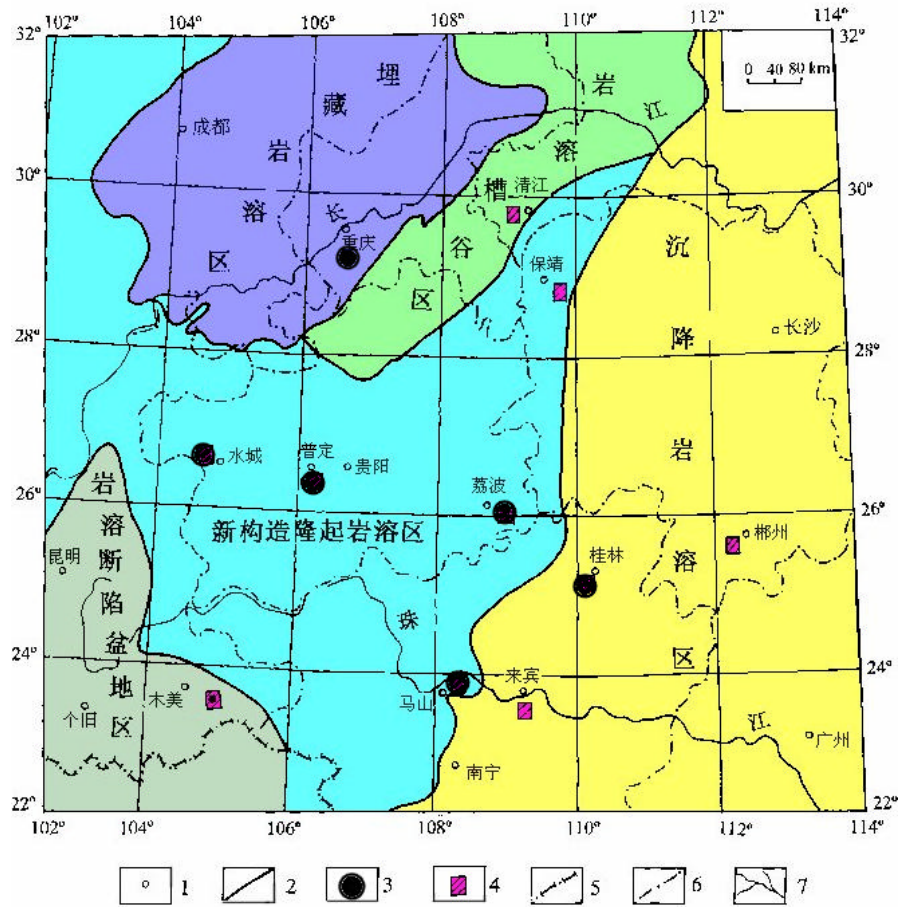 102° 104° 106° 108° 110° 112° 114°
32° 32°
0 40 80 km
埋藏岩溶区
岩溶槽谷区
长江
成都
30° 30°
清江
重庆
保靖
沉降岩溶区
长沙
28° 28°
水城
普定
贵阳
荔波
26° 26°
岩溶断陷盆地区
新构造隆起岩溶区
郴州
昆明
桂林
珠江
24° 24°
木美
马山
来宾
个旧
广州
南宁
22° 22°
102° 104° 106° 108° 110° 112° 114°
1 2 3 4 5 6 7